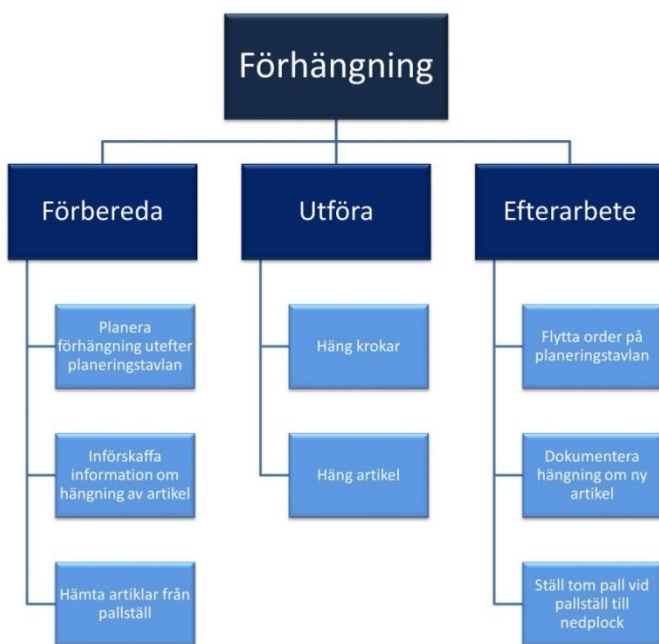 Förhängning
Förbereda
Utföra
Efterarbete
Planera
förhängning utefter
planeringstavlan
Häng krokar
Flytta order på
planeringstavlan
Införskaffa
information om
hängning av artikel
Häng artikel
Dokumentera
hängning om ny
artikel
Hämta artiklar från
pallställ
Ställ tom pall vid
pallställ till
nedplock